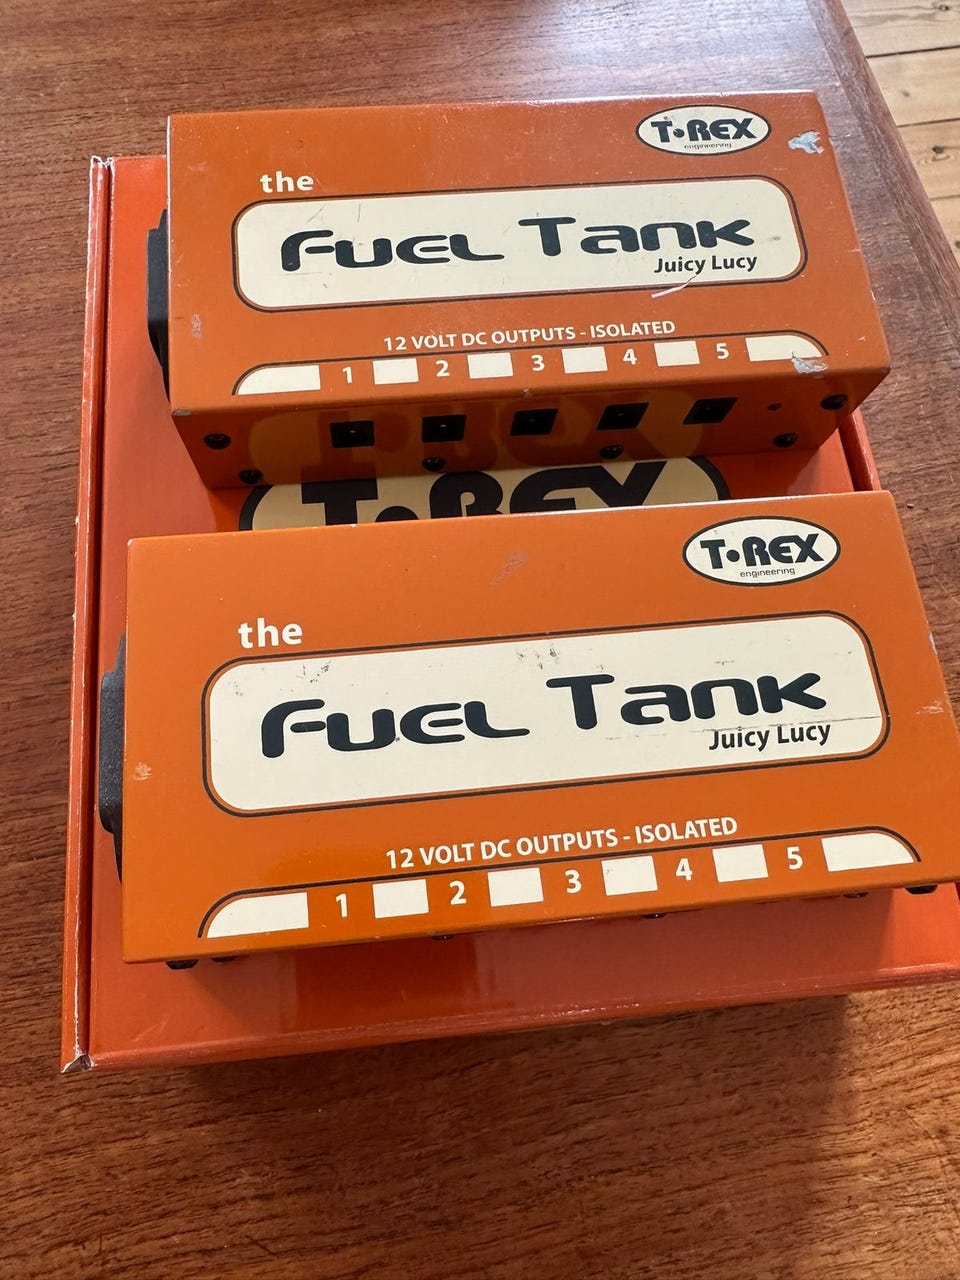 T•REX
engineering
the
Fuel Tank
Juicy Lucy
12 VOLT DC OUTPUTS - ISOLATED
1 2 3 4 5
T•REX
T•REX
engineering
the
Fuel Tank
Juicy Lucy
12 VOLT DC OUTPUTS - ISOLATED
1 2 3 4 5